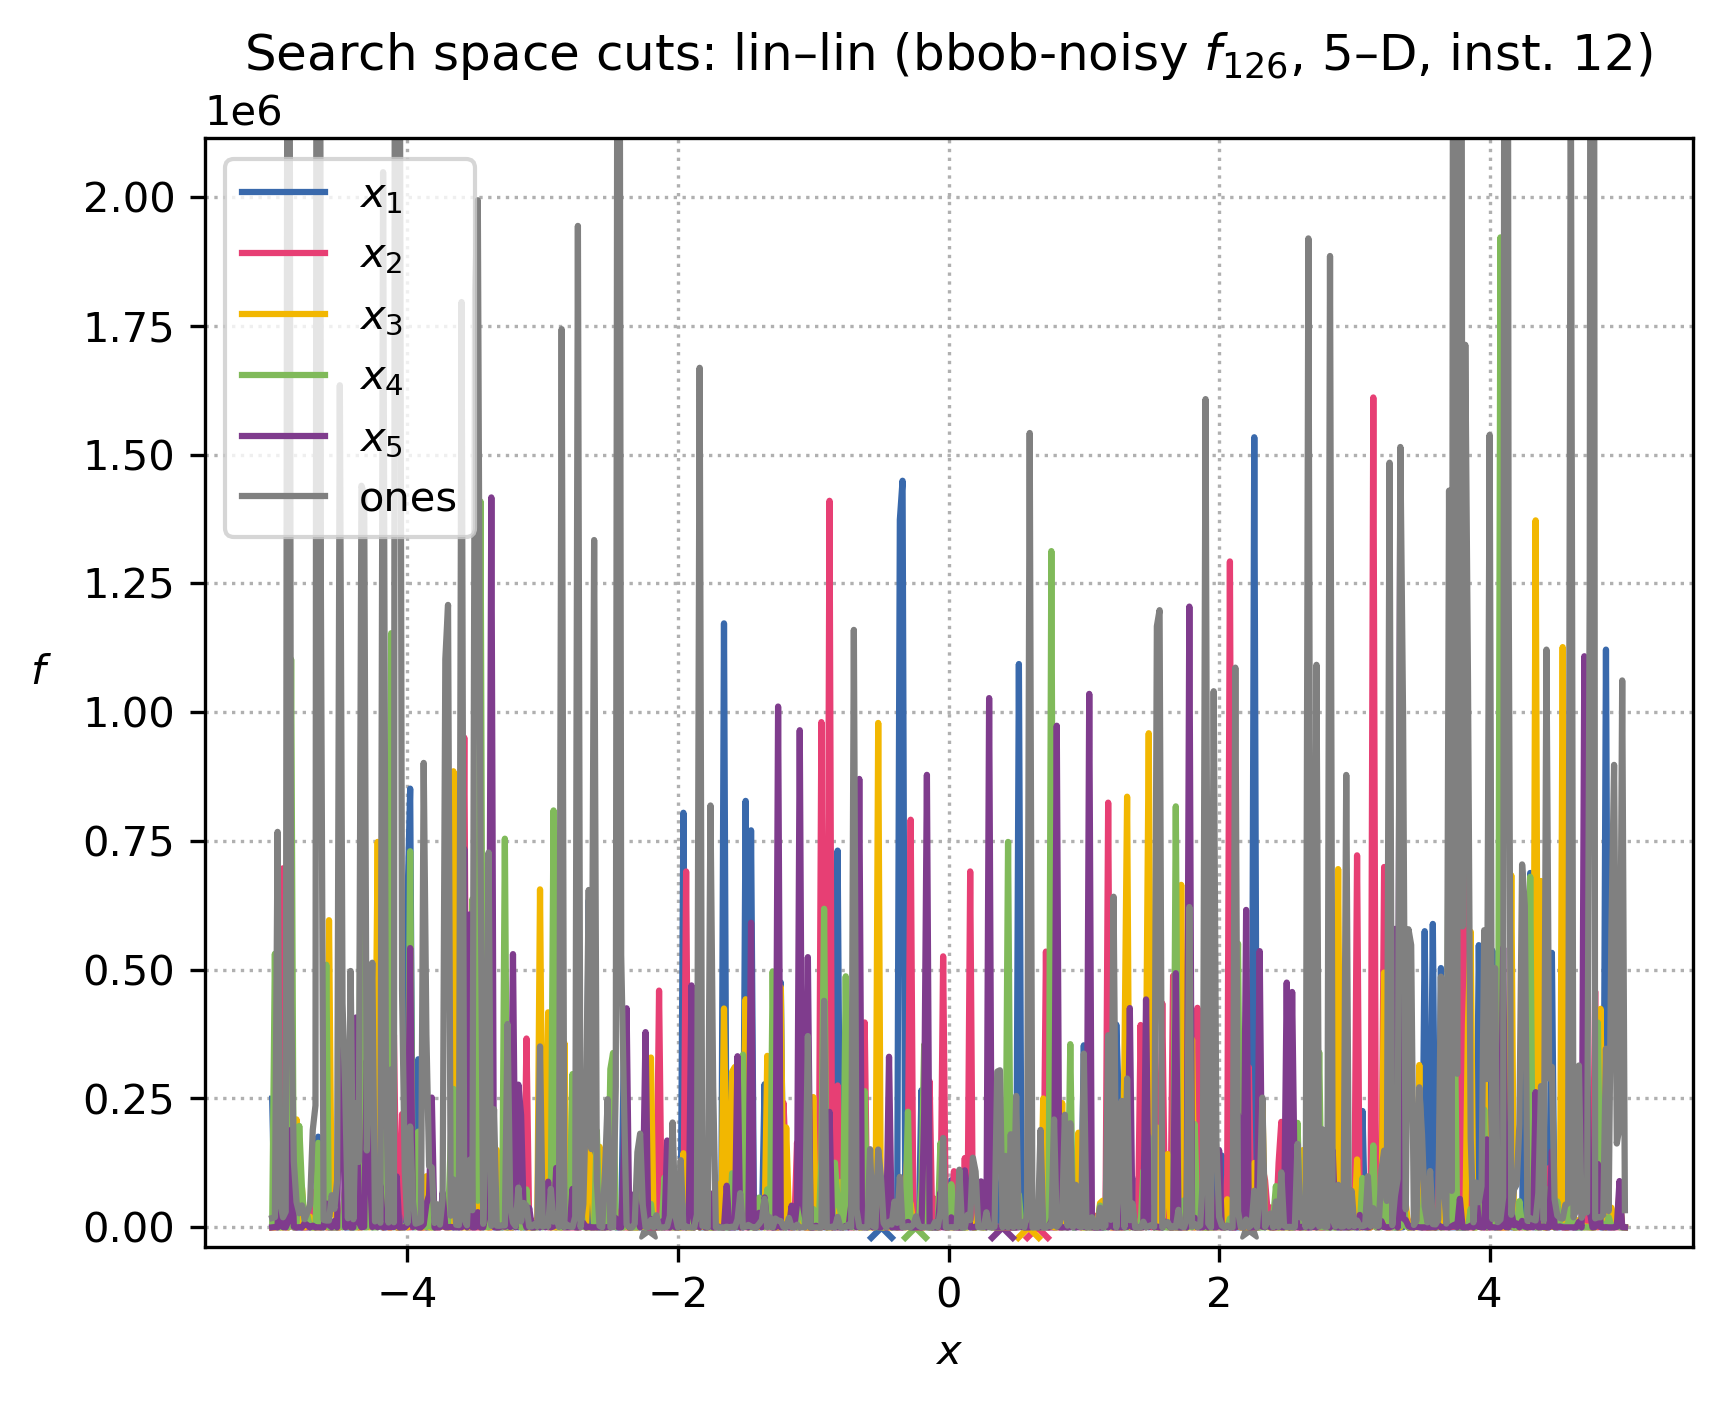 Search space cuts: lin–lin (bbob-noisy f₁₂₆, 5–D, inst. 12)
1e6
2.00
1.75
1.50
1.25
1.00
0.75
0.50
0.25
0.00
f
x₁
x₂
x₃
x₄
x₅
ones
−4
−2
0
2
4
x